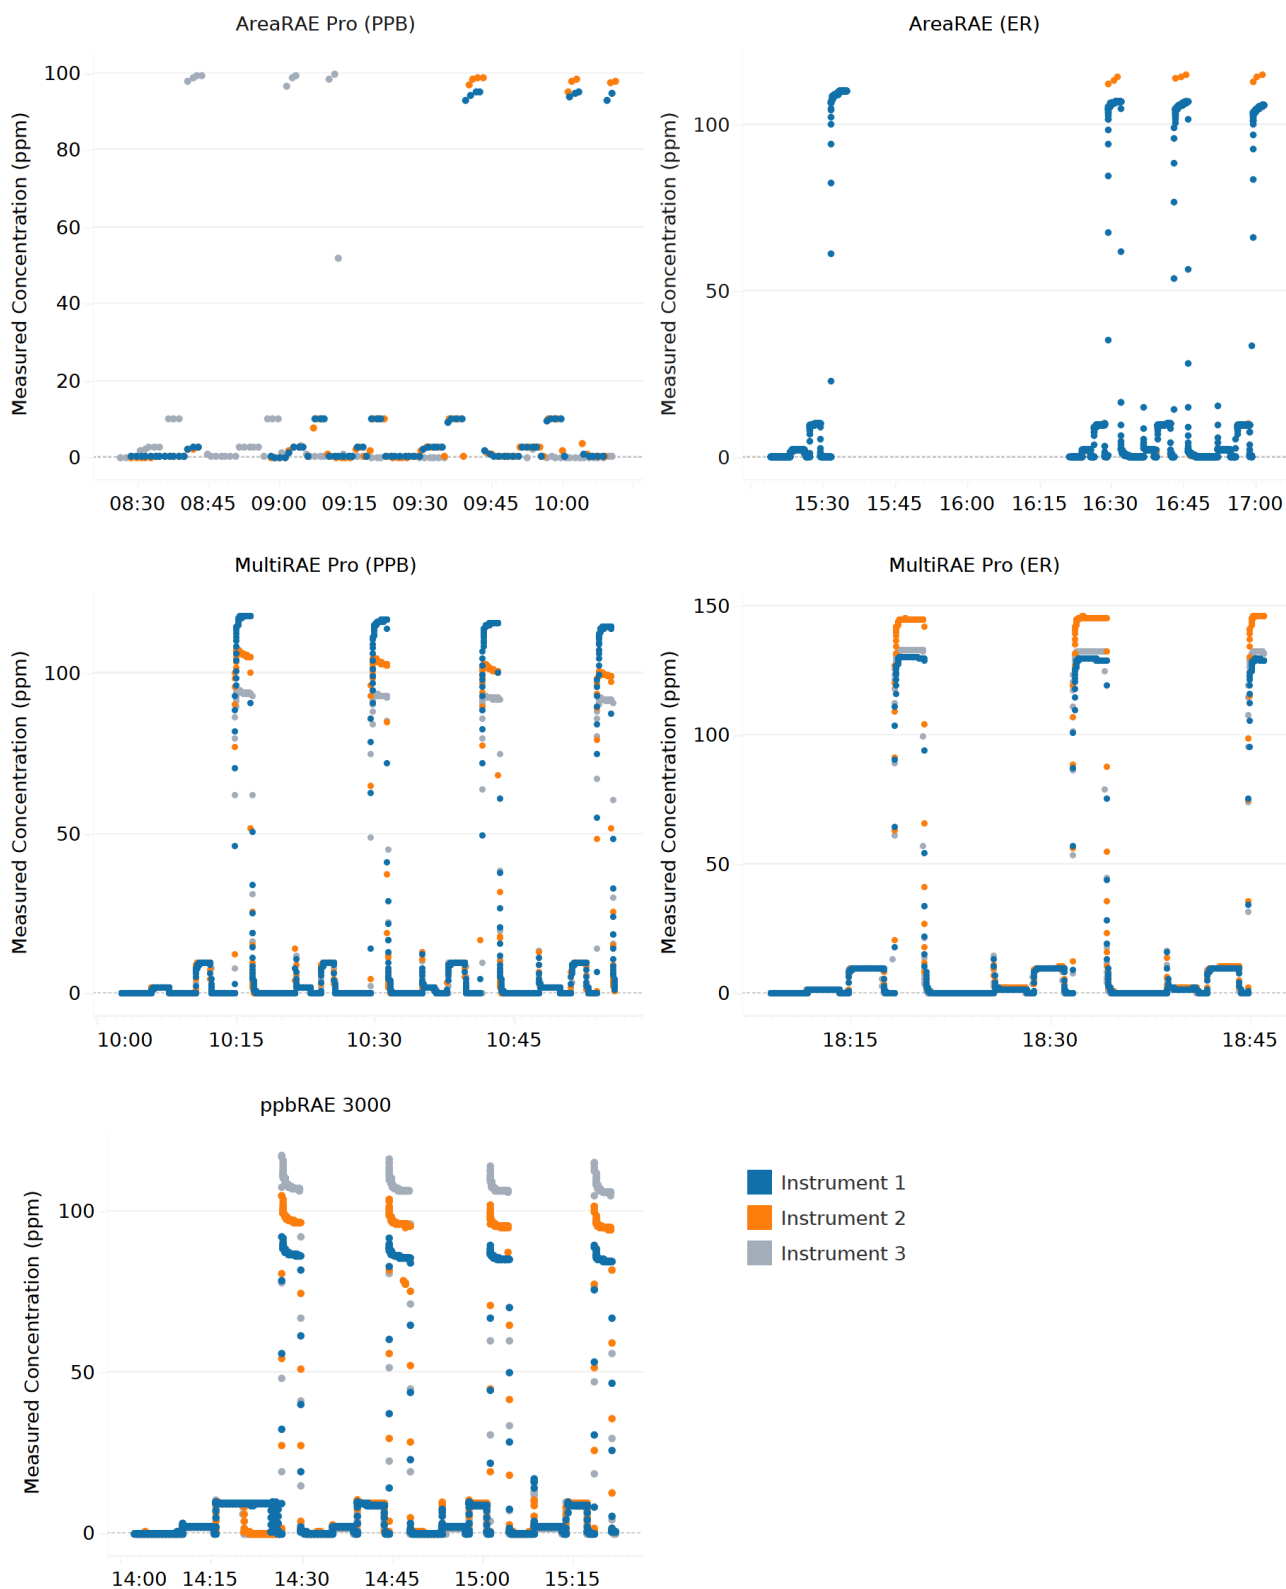 AreaRAE Pro (PPB)
AreaRAE (ER)
Measured Concentration (ppm)
100
80
60
40
20
0
08:30 08:45 09:00 09:15 09:30 09:45 10:00
Measured Concentration (ppm)
100
50
0
15:30 15:45 16:00 16:15 16:30 16:45 17:00
MultiRAE Pro (PPB)
MultiRAE Pro (ER)
Measured Concentration (ppm)
100
50
0
10:00 10:15 10:30 10:45
Measured Concentration (ppm)
150
100
50
0
18:15 18:30 18:45
ppbRAE 3000
Measured Concentration (ppm)
100
50
0
14:00 14:15 14:30 14:45 15:00 15:15
Instrument 1
Instrument 2
Instrument 3